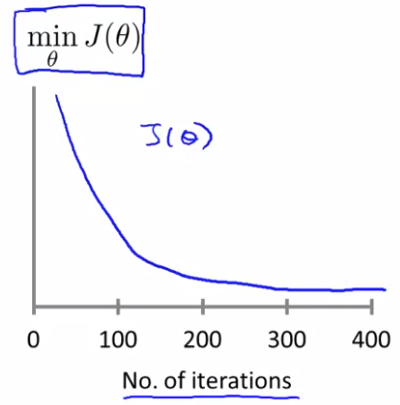 min J(θ)
θ
J(θ)
0 100 200 300 400
No. of iterations